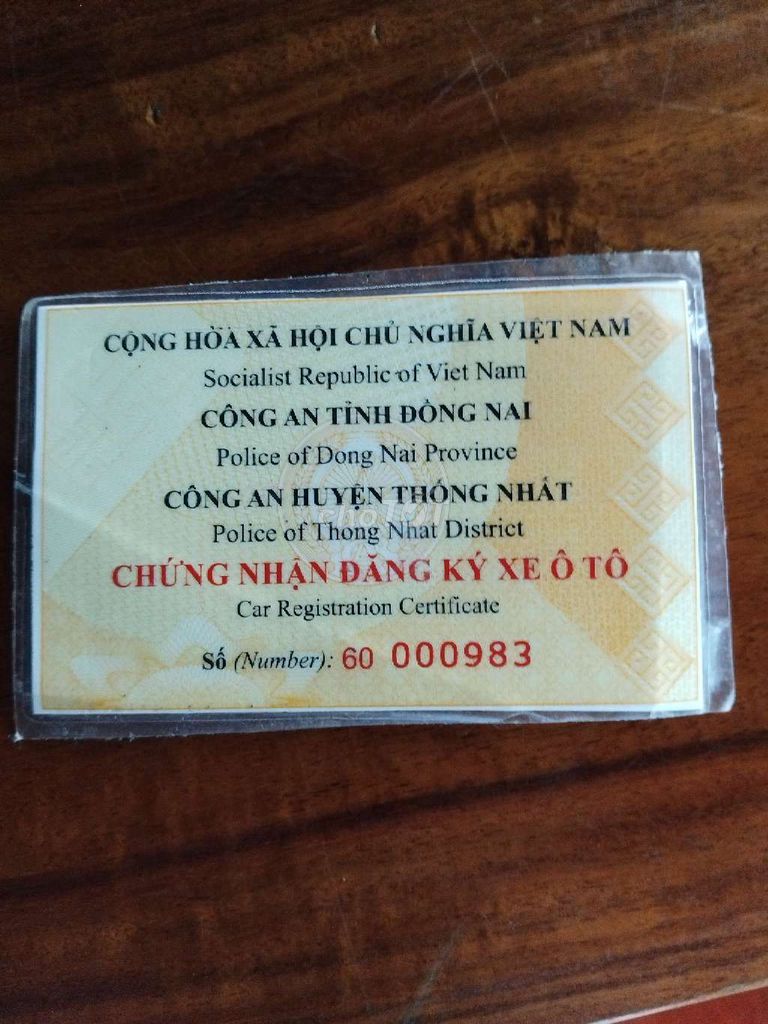 CỘNG HÒA XÃ HỘI CHỦ NGHĨA VIỆT NAM
Socialist Republic of Viet Nam
CÔNG AN TỈNH ĐỒNG NAI
Police of Dong Nai Province
CÔNG AN HUYỆN THỐNG NHẤT
Police of Thong Nhat District
CHỨNG NHẬN ĐĂNG KÝ XE Ô TÔ
Car Registration Certificate
Số (Number): 60 000983